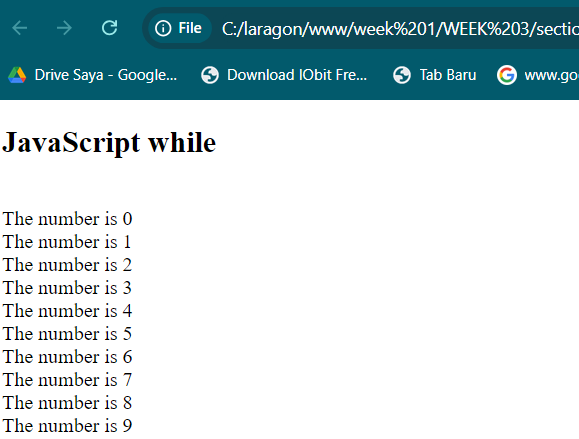 File C:/laragon/www/week%201/WEEK%203/sectio
Drive Saya - Google... Download IObit Fre... Tab Baru www.go
JavaScript while
The number is 0
The number is 1
The number is 2
The number is 3
The number is 4
The number is 5
The number is 6
The number is 7
The number is 8
The number is 9